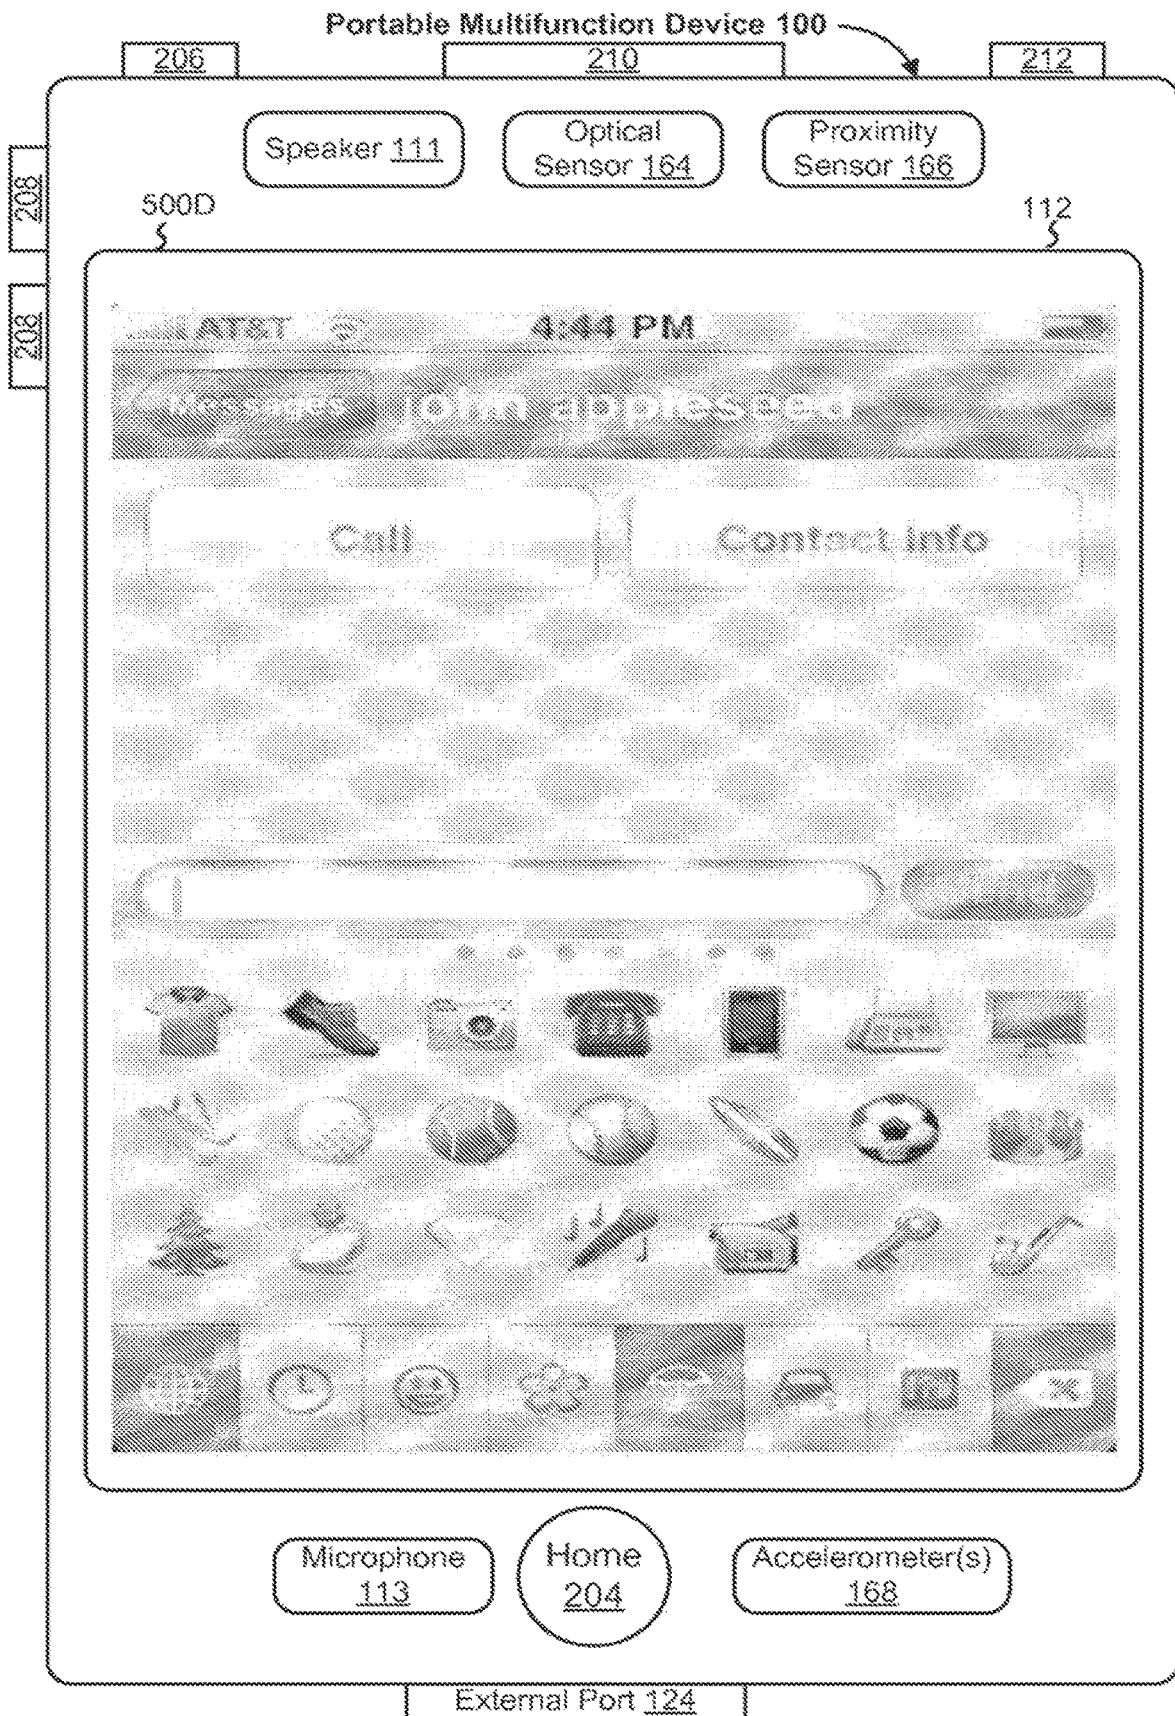 Portable Multifunction Device 100
206
210
212
208
208
Speaker 111
Optical
Sensor 164
Proximity
Sensor 166
500D
112
AT&T
4:44 PM
Messages
john appleseed
Call
Contact info
Microphone
113
Home
204
Accelerometer(s)
168
External Port 124